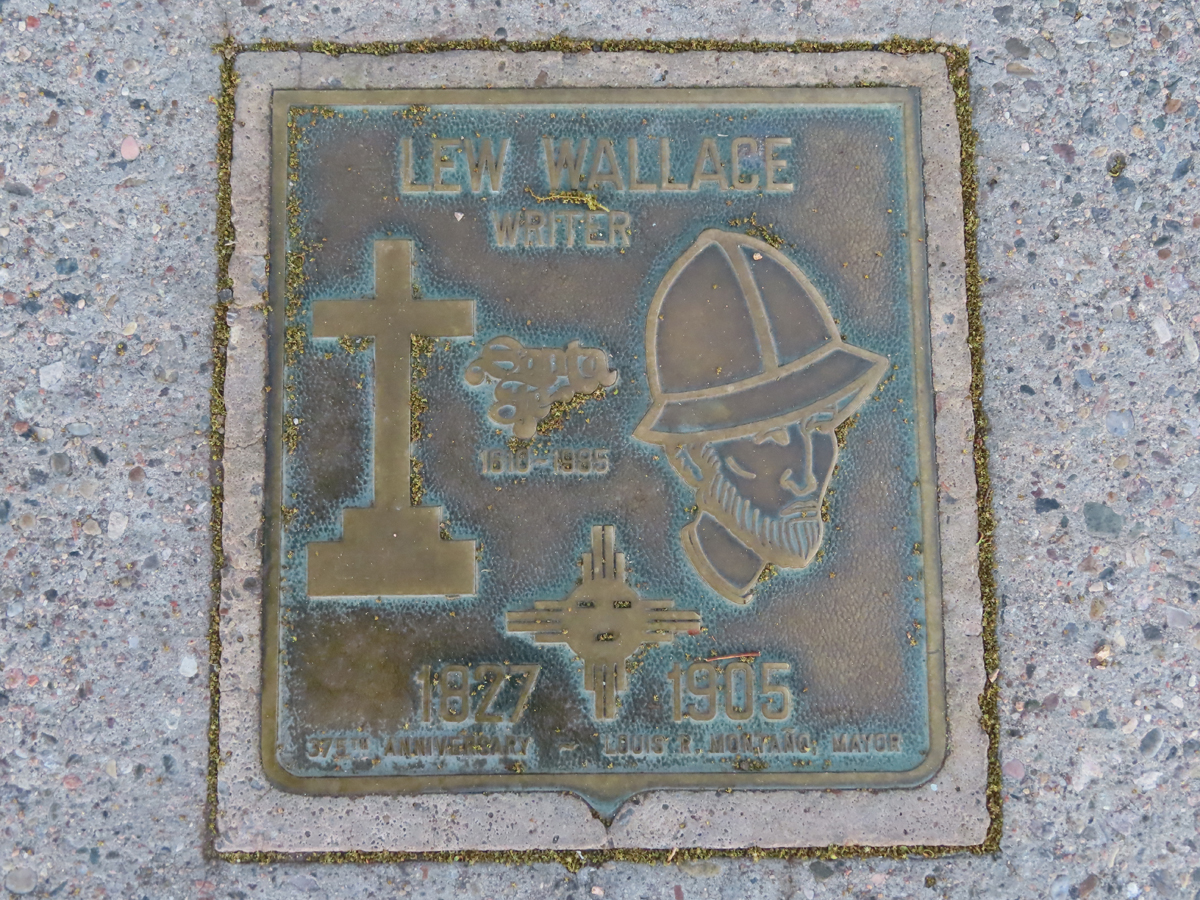 LEW WALLACE
WRITER
Santa
Fe
1610~1985
1827 1905
375TH ANNIVERSARY ~ LOUIS R. MONTAÑO, MAYOR